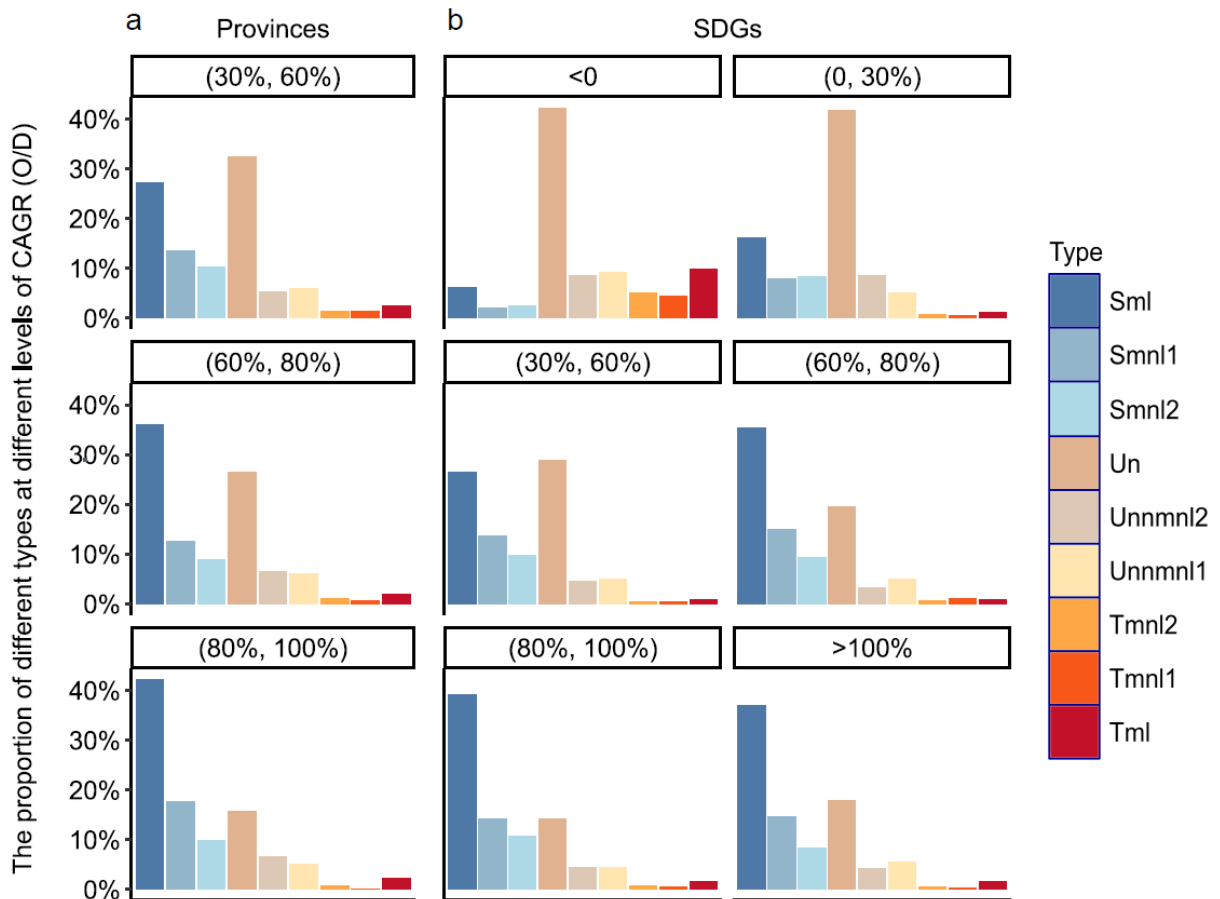 a
Provinces
b
SDGs
The proportion of different types at different levels of CAGR (O/D)
(30%, 60%)
<0
(0, 30%)
40%
30%
20%
10%
0%
(60%, 80%)
(30%, 60%)
(60%, 80%)
40%
30%
20%
10%
0%
(80%, 100%)
(80%, 100%)
>100%
40%
30%
20%
10%
0%
Type
Sml
Smnl1
Smnl2
Un
Unnmnl2
Unnmnl1
Tmnl2
Tmnl1
Tml